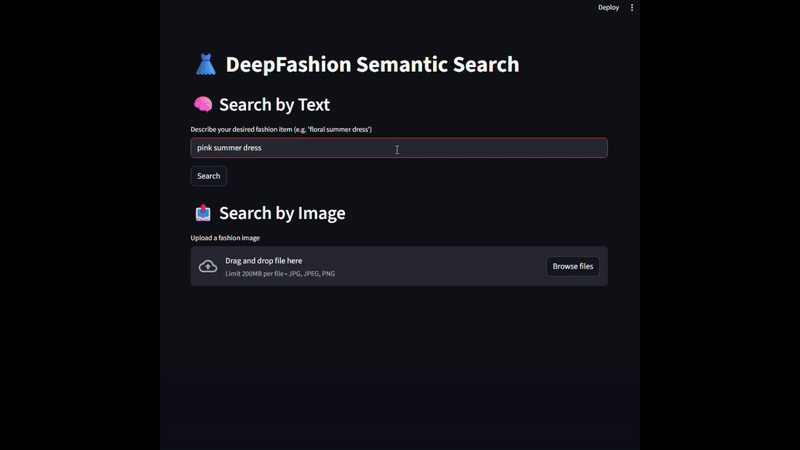 Deploy
DeepFashion Semantic Search
Search by Text
Describe your desired fashion item (e.g. 'floral summer dress')
pink summer dress
Search
Search by Image
Upload a fashion image
Drag and drop file here
Limit 200MB per file • JPG, JPEG, PNG
Browse files